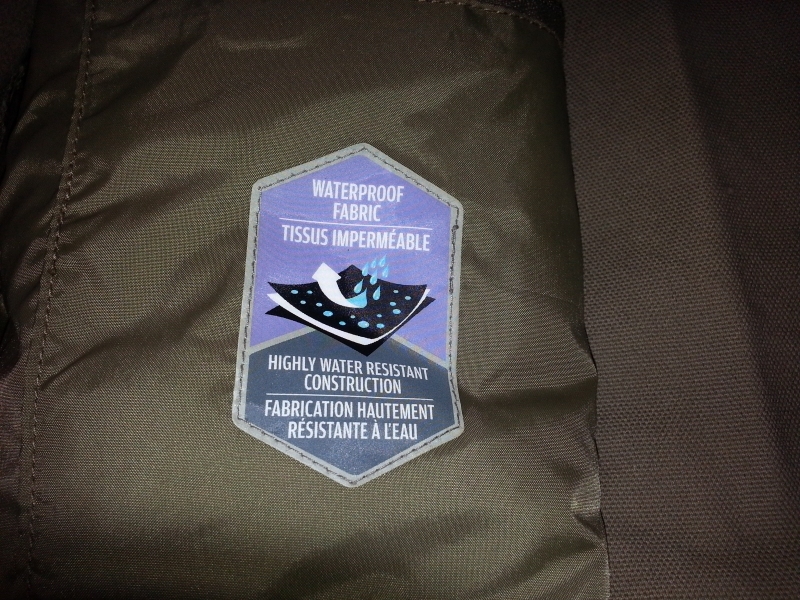 WATERPROOF
FABRIC
TISSUS IMPERMÉABLE
HIGHLY WATER RESISTANT
CONSTRUCTION
FABRICATION HAUTEMENT
RÉSISTANTE À L'EAU